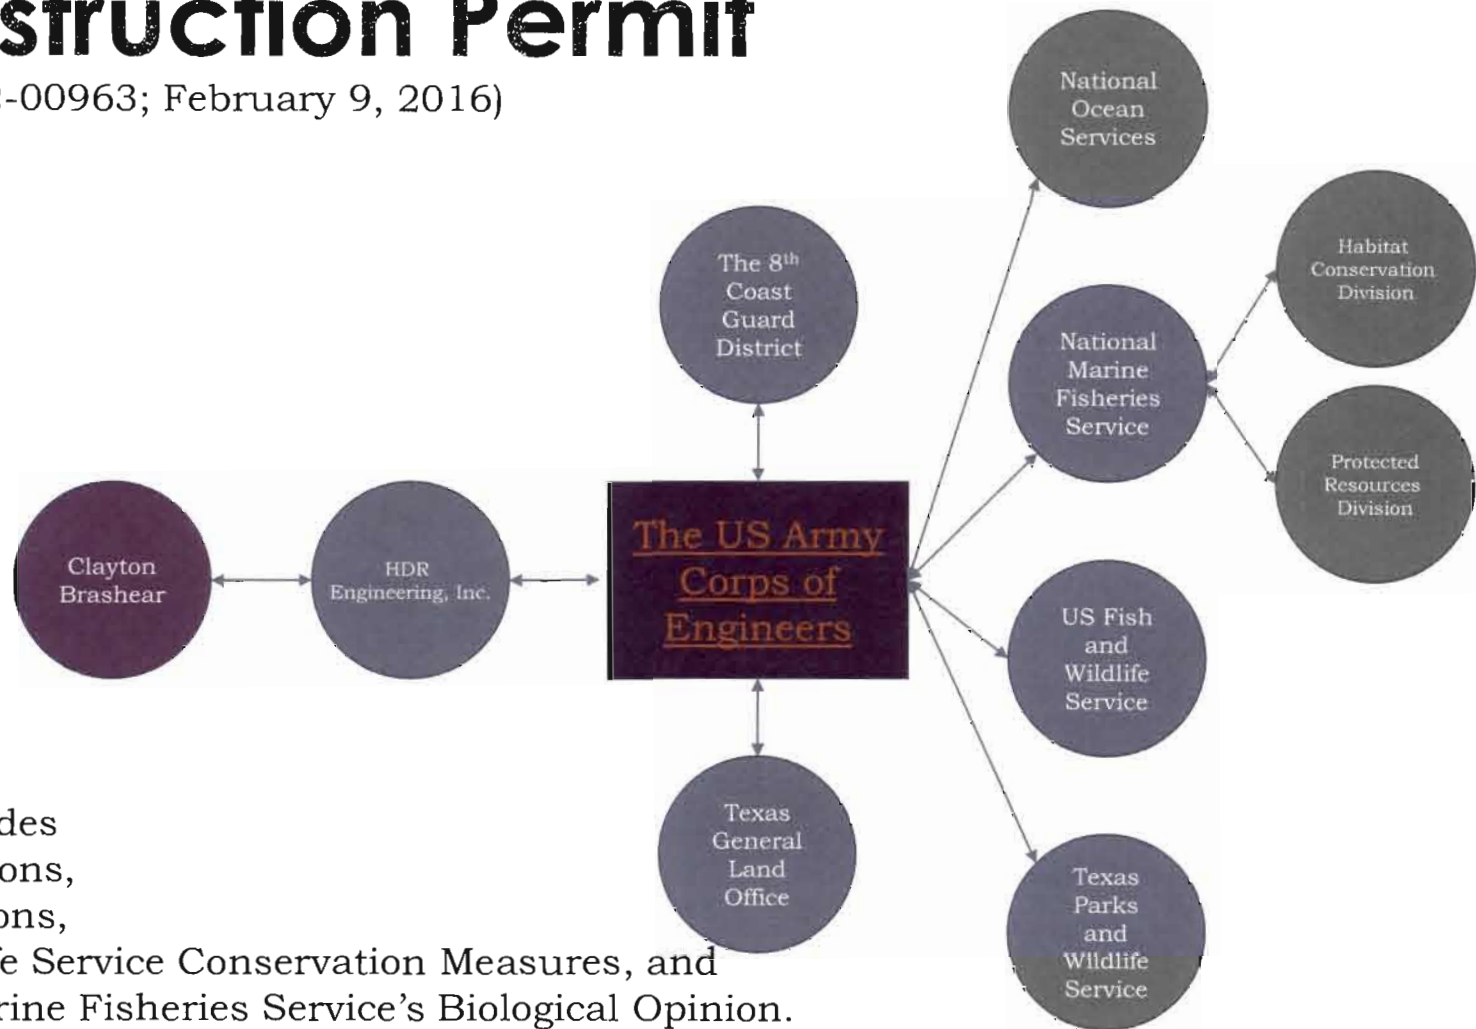 struction Permit
-00963; February 9, 2016)
National
Ocean
Services
The 8th
Coast
Guard
District
Habitat
Conservation
Division
National
Marine
Fisheries
Service
Protected
Resources
Division
Clayton
Brashear
HDR
Engineering, Inc.
The US Army
Corps of
Engineers
US Fish
and
Wildlife
Service
Texas
General
Land
Office
Texas
Parks
and
Wildlife
Service
des
ons,
ons,
fe Service Conservation Measures, and
rine Fisheries Service's Biological Opinion.